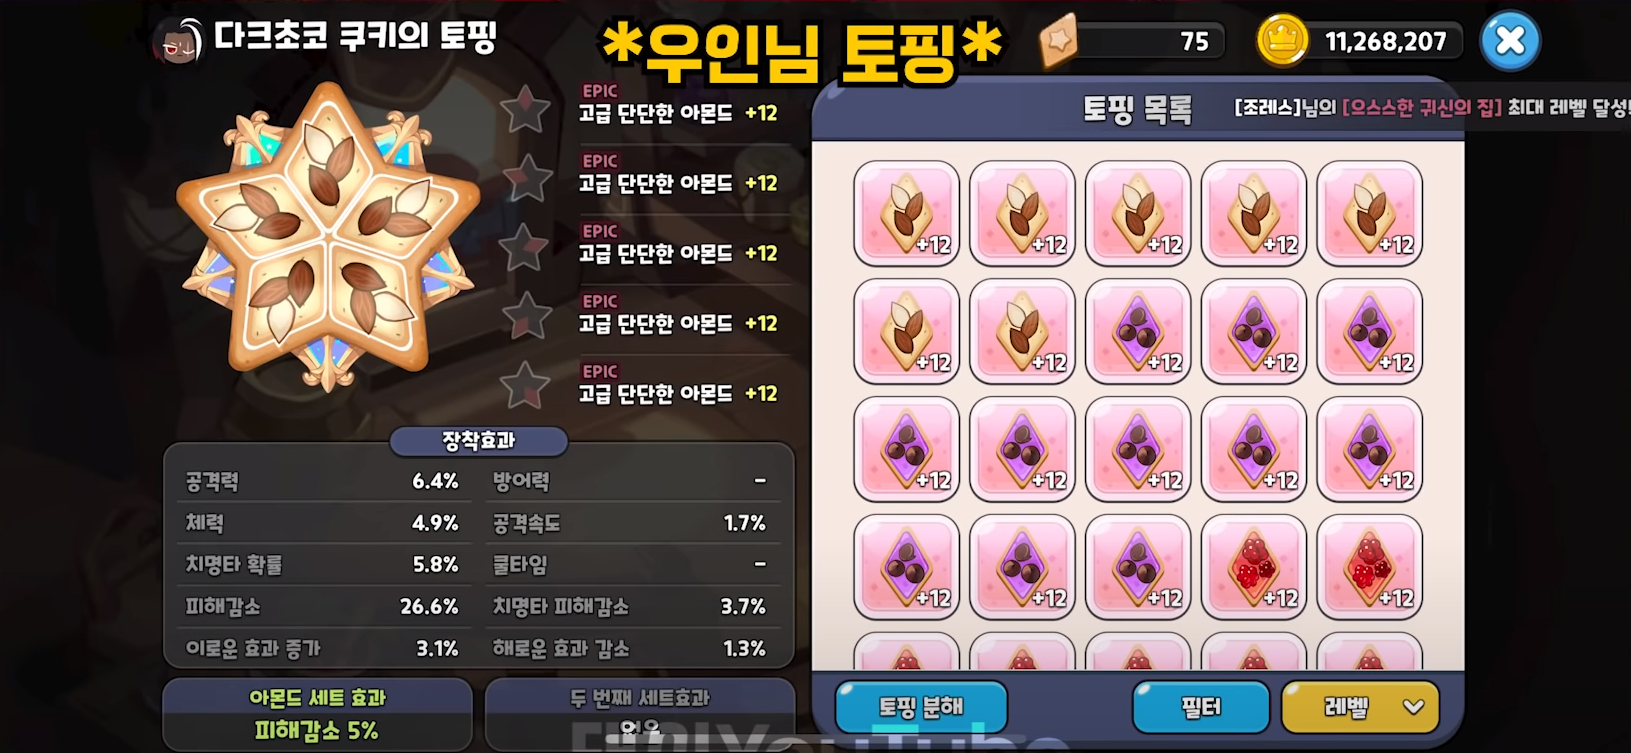 다크초코 쿠키의 토핑
*우인님 토핑*
75
11,268,207
EPIC
고급 단단한 아몬드 +12
EPIC
고급 단단한 아몬드 +12
EPIC
고급 단단한 아몬드 +12
EPIC
고급 단단한 아몬드 +12
EPIC
고급 단단한 아몬드 +12
장착효과
공격력 6.4% 방어력 -
체력 4.9% 공격속도 1.7%
치명타 확률 5.8% 쿨타임 -
피해감소 26.6% 치명타 피해감소 3.7%
이로운 효과 증가 3.1% 해로운 효과 감소 1.3%
아몬드 세트 효과
피해감소 5%
두 번째 세트효과
없음
토핑 목록
[조레스]님의 [으스스한 귀신의 집] 최대 레벨 달성!
+12 +12 +12 +12 +12
+12 +12 +12 +12 +12
+12 +12 +12 +12 +12
+12 +12 +12 +12 +12
토핑 분해
필터
레벨
YouTube